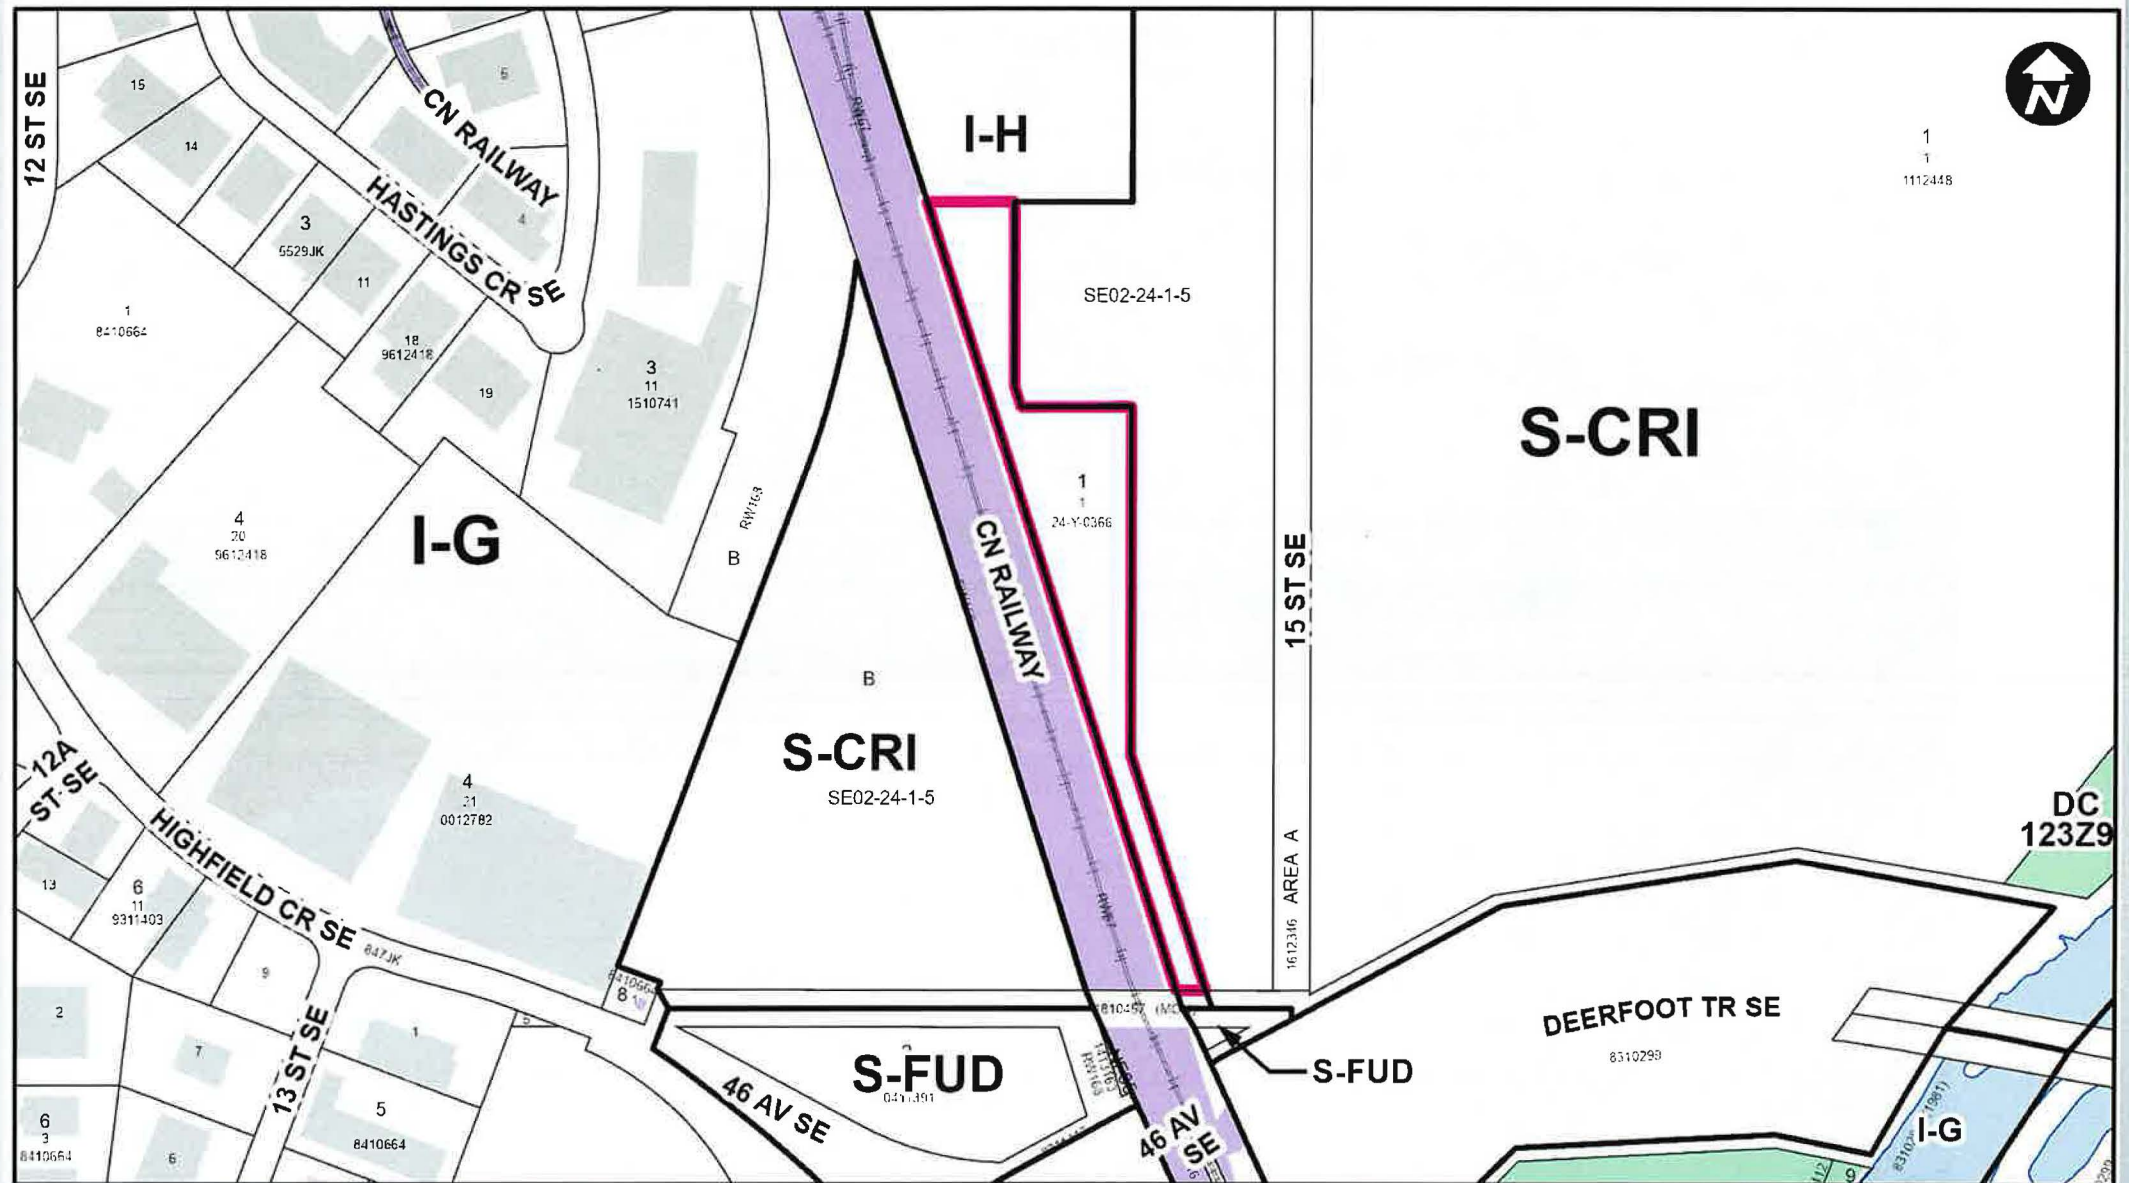 12 ST SE
15
14
CN RAILWAY
5
4
HASTINGS CR SE
3
5529JK
11
18
9612418
19
1
8410664
3
11
1510741
I-H
N
1
1
1112448
SE02-24-1-5
S-CRI
I-G
4
20
9612418
RW163
B
CN RAILWAY
1
1
24-Y-0366
15 ST SE
B
S-CRI
SE02-24-1-5
12A
ST SE
4
21
0012782
HIGHFIELD CR SE
13
6
11
9311403
9
847JK
8410664
8
2
7
13 ST SE
1
5
5
8410664
6
3
8410664
6
1612346 AREA A
DC
123Z9
S-FUD
46 AV SE
46 AV
SE
S-FUD
DEERFOOT TR SE
8310299
I-G
9